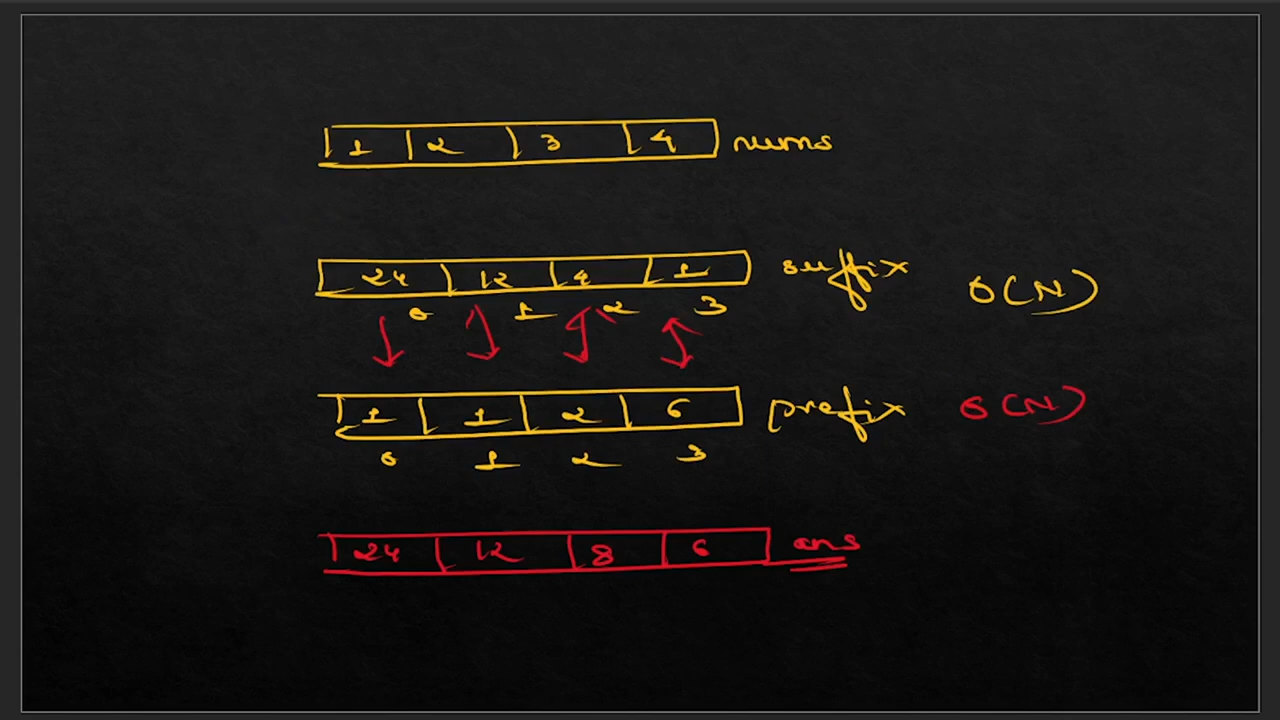 1 2 3 4 nums
24 12 4 1 suffix O(N)
0 1 2 3
1 1 2 6 prefix O(N)
0 1 2 3
24 12 8 6 ans